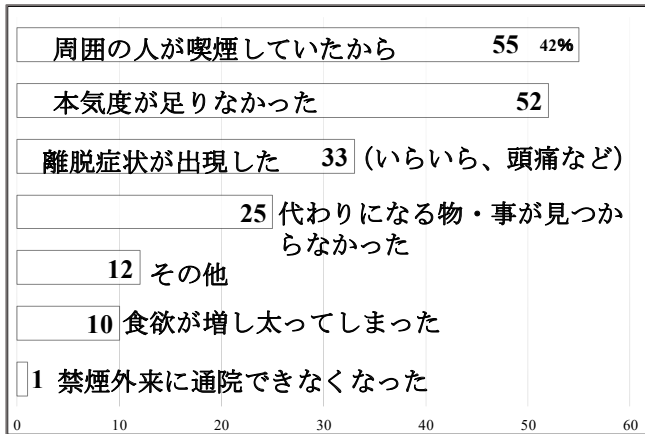 周囲の人が喫煙していたから 55 42%
本気度が足りなかった 52
離脱症状が出現した 33 (いらいら、頭痛など)
25 代わりになる物・事が見つか
らなかった
12 その他
10 食欲が増し太ってしまった
1 禁煙外来に通院できなくなった
0 10 20 30 40 50 60